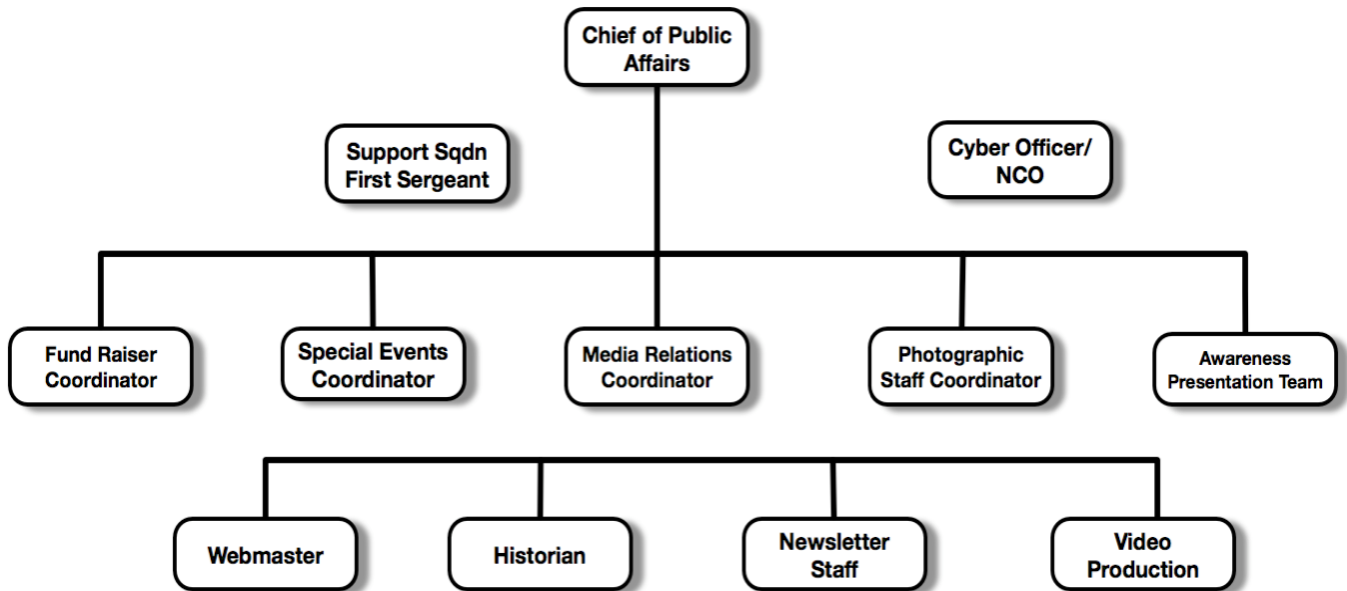 Chief of Public
Affairs
Support Sqdn
First Sergeant
Cyber Officer/
NCO
Fund Raiser
Coordinator
Special Events
Coordinator
Media Relations
Coordinator
Photographic
Staff Coordinator
Awareness
Presentation Team
Webmaster
Historian
Newsletter
Staff
Video
Production